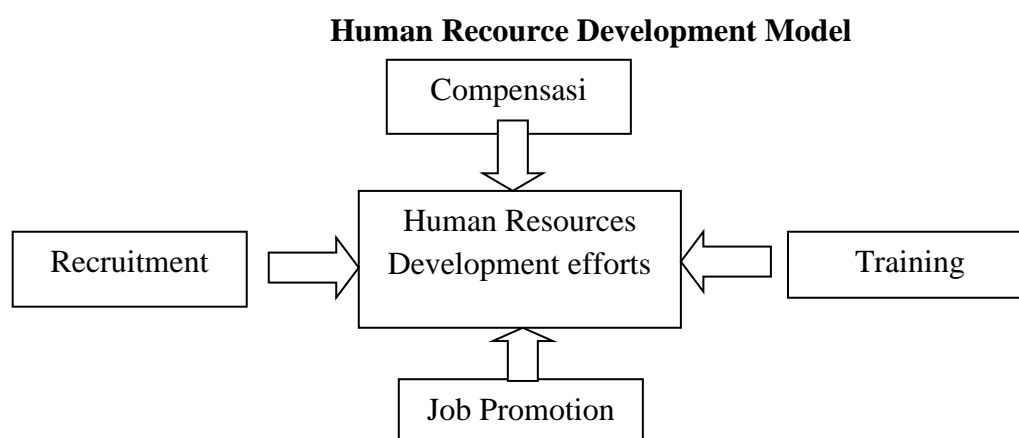 Human Recource Development Model
Compensasi
Human Resources
Development efforts
Recruitment
Training
Job Promotion